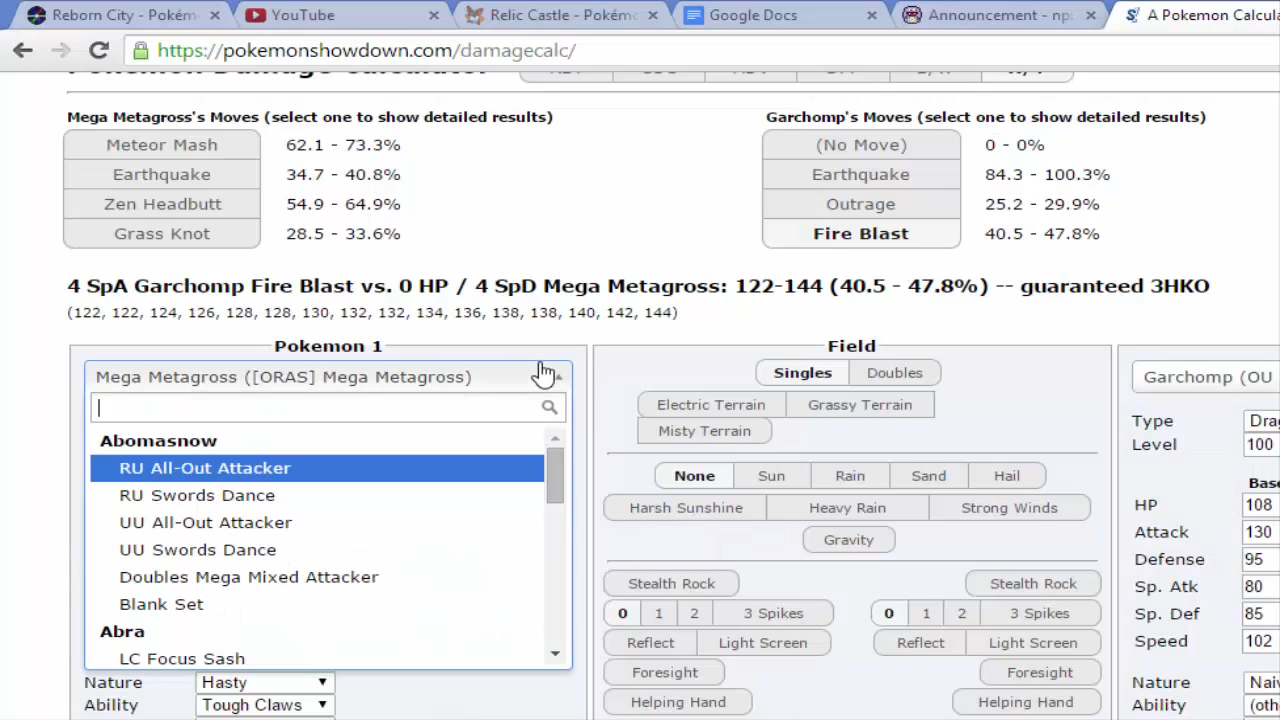 Reborn City - Pokém
YouTube
Relic Castle - Pokémo
Google Docs
Announcement - np:
A Pokemon Calcula
https://pokemonshowdown.com/damagecalc/
Mega Metagross's Moves (select one to show detailed results)
Garchomp's Moves (select one to show detailed results)
Meteor Mash 62.1 - 73.3%
(No Move) 0 - 0%
Earthquake 34.7 - 40.8%
Earthquake 84.3 - 100.3%
Zen Headbutt 54.9 - 64.9%
Outrage 25.2 - 29.9%
Grass Knot 28.5 - 33.6%
Fire Blast 40.5 - 47.8%
4 SpA Garchomp Fire Blast vs. 0 HP / 4 SpD Mega Metagross: 122-144 (40.5 - 47.8%) -- guaranteed 3HKO
(122, 122, 124, 126, 128, 128, 130, 132, 132, 134, 136, 138, 138, 140, 142, 144)
Pokemon 1
Mega Metagross ([ORAS] Mega Metagross)
Abomasnow
RU All-Out Attacker
RU Swords Dance
UU All-Out Attacker
UU Swords Dance
Doubles Mega Mixed Attacker
Blank Set
Abra
LC Focus Sash
Nature Hasty
Ability Tough Claws
Field
Singles Doubles
Electric Terrain Grassy Terrain
Misty Terrain
None Sun Rain Sand Hail
Harsh Sunshine Heavy Rain Strong Winds
Gravity
Stealth Rock Stealth Rock
0 1 2 3 Spikes 0 1 2 3 Spikes
Reflect Light Screen Reflect Light Screen
Foresight Foresight
Helping Hand Helping Hand
Garchomp (OU
Type Drag
Level 100
Base
HP 108
Attack 130
Defense 95
Sp. Atk 80
Sp. Def 85
Speed 102
Nature Naiv
Ability (oth